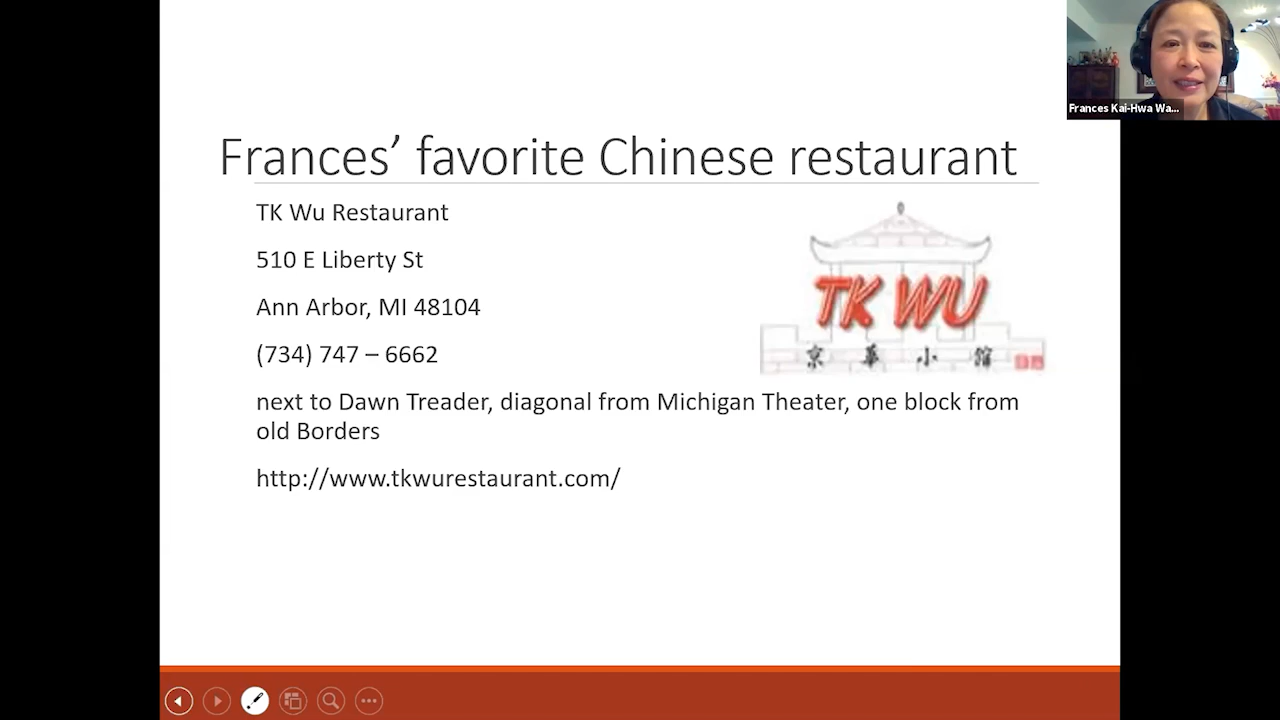 Frances Kai-Hwa Wa...
Frances’ favorite Chinese restaurant
TK Wu Restaurant
510 E Liberty St
Ann Arbor, MI 48104
(734) 747 – 6662
next to Dawn Treader, diagonal from Michigan Theater, one block from
old Borders
http://www.tkwurestaurant.com/
TK WU
京華小館